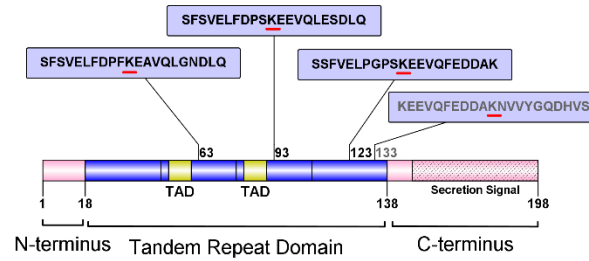 SFSVELFDPSKEEVQLESDLQ
SFSVELFDPFKEAVQLGNDLQ
SSFVELPGPSKEEVQFEDDAK
KEEVQFEDDAKNVVYGQDHVS
63
93
123
133
TAD
TAD
Secretion Signal
1
18
138
198
N-terminus
Tandem Repeat Domain
C-terminus